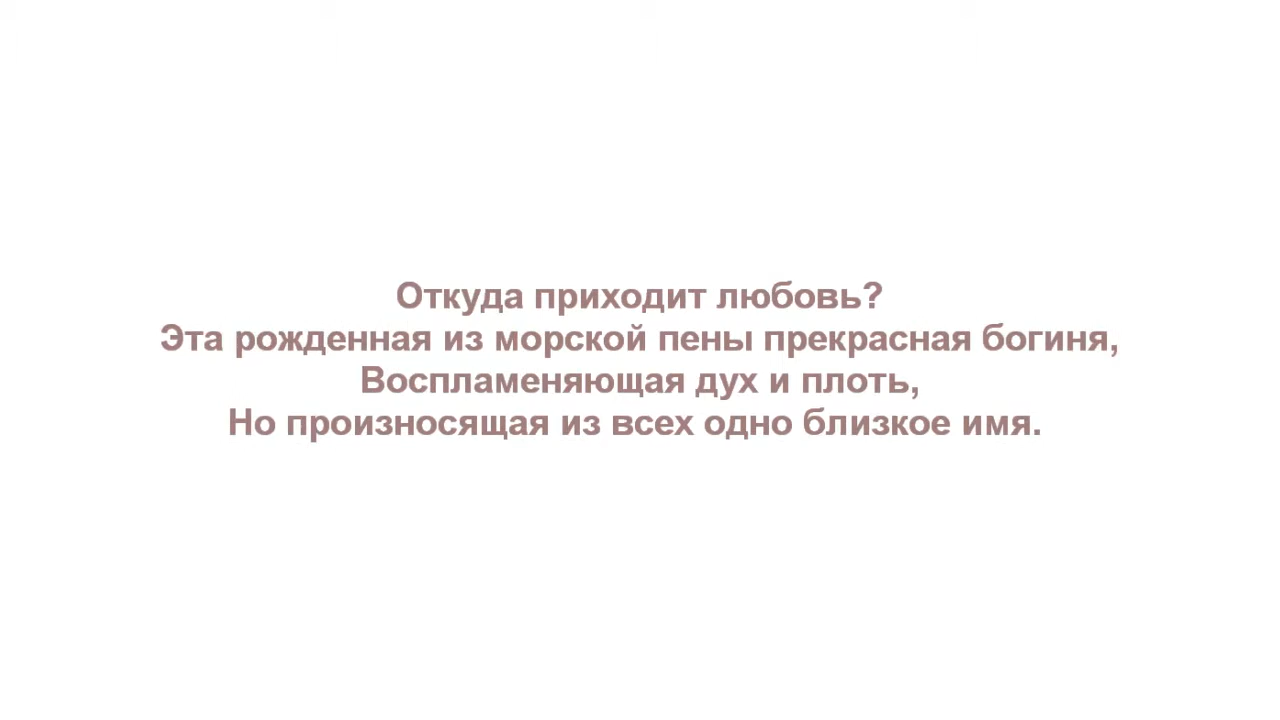 Откуда приходит любовь?
Эта рожденная из морской пены прекрасная богиня,
Воспламеняющая дух и плоть,
Но произносящая из всех одно близкое имя.